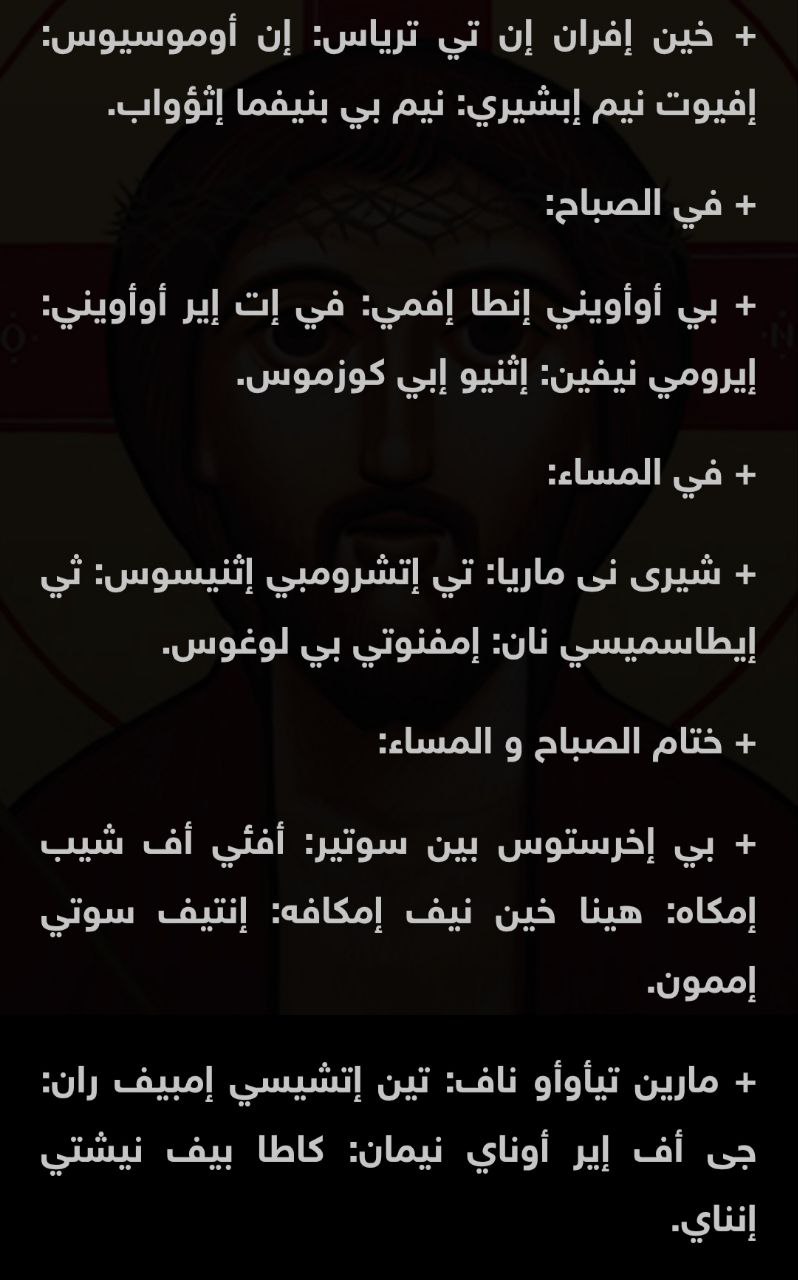 + خين إفران إن تي ترياس: إن أوموسيوس:
إفيوت نيم إبشيري: نيم بي بنيفما إثؤواب.
+ في الصباح:
+ بي أوأويني إنطا إفمي: في إت إير أوأويني:
إيرومي نيفين: إثنيو إبي كوزموس.
+ في المساء:
+ شيرى نى ماريا: تي إتشرومبي إثنيسوس: ثي
إيطاسميسي نان: إمفنوتي بي لوغوس.
+ ختام الصباح و المساء:
+ بي إخرستوس بين سوتير: أفئي أف شيب
إمكاه: هينا خين نيف إمكافه: إنتيف سوتي
إممون.
+ مارين تيأوأو ناف: تين إتشيسي إمبيف ران:
جى أف إير أوناي نيمان: كاطا بيف نيشتي
إنناي.